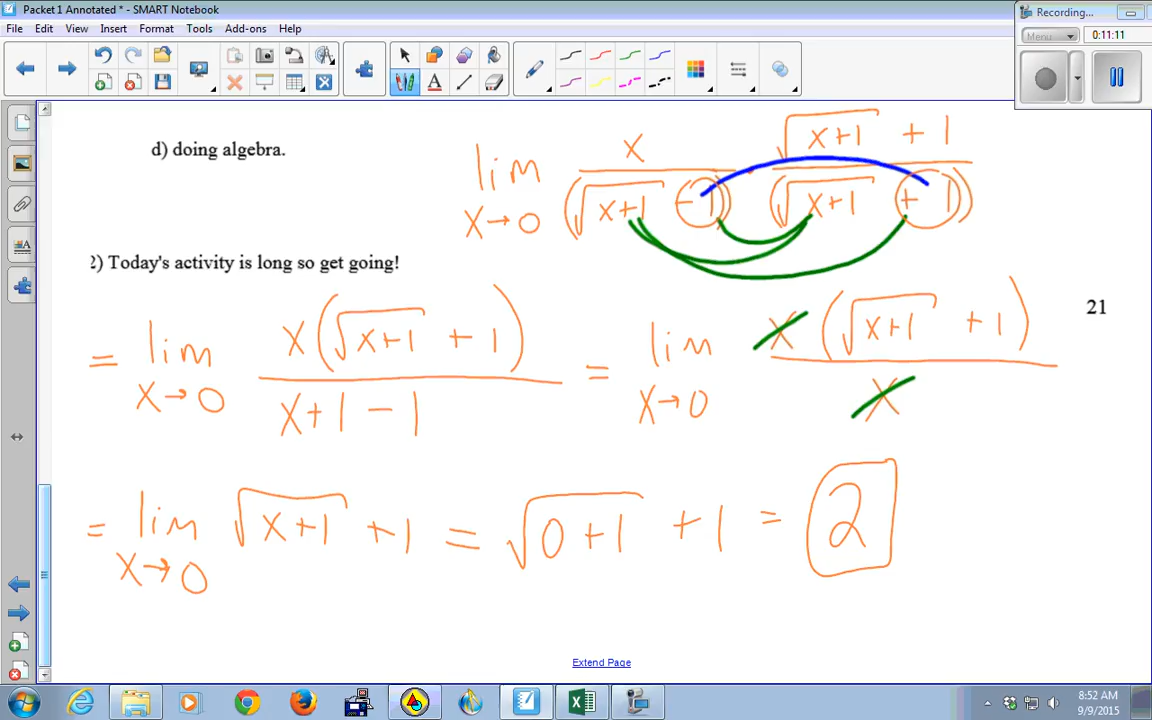 Packet 1 Annotated * - SMART Notebook
Recording...
File Edit View Insert Format Tools Add-ons Help
Menu
0:11:11
d) doing algebra.
lim x→0 x/(√(x+1) - 1) (√(x+1) + 1)/(√(x+1) + 1)
2) Today's activity is long so get going!
21
= lim x→0 x(√(x+1) + 1)/(x+1-1) = lim x→0 x(√(x+1) + 1)/x
= lim x→0 √(x+1) + 1 = √(0+1) + 1 = 2
Extend Page
8:52 AM
9/9/2015